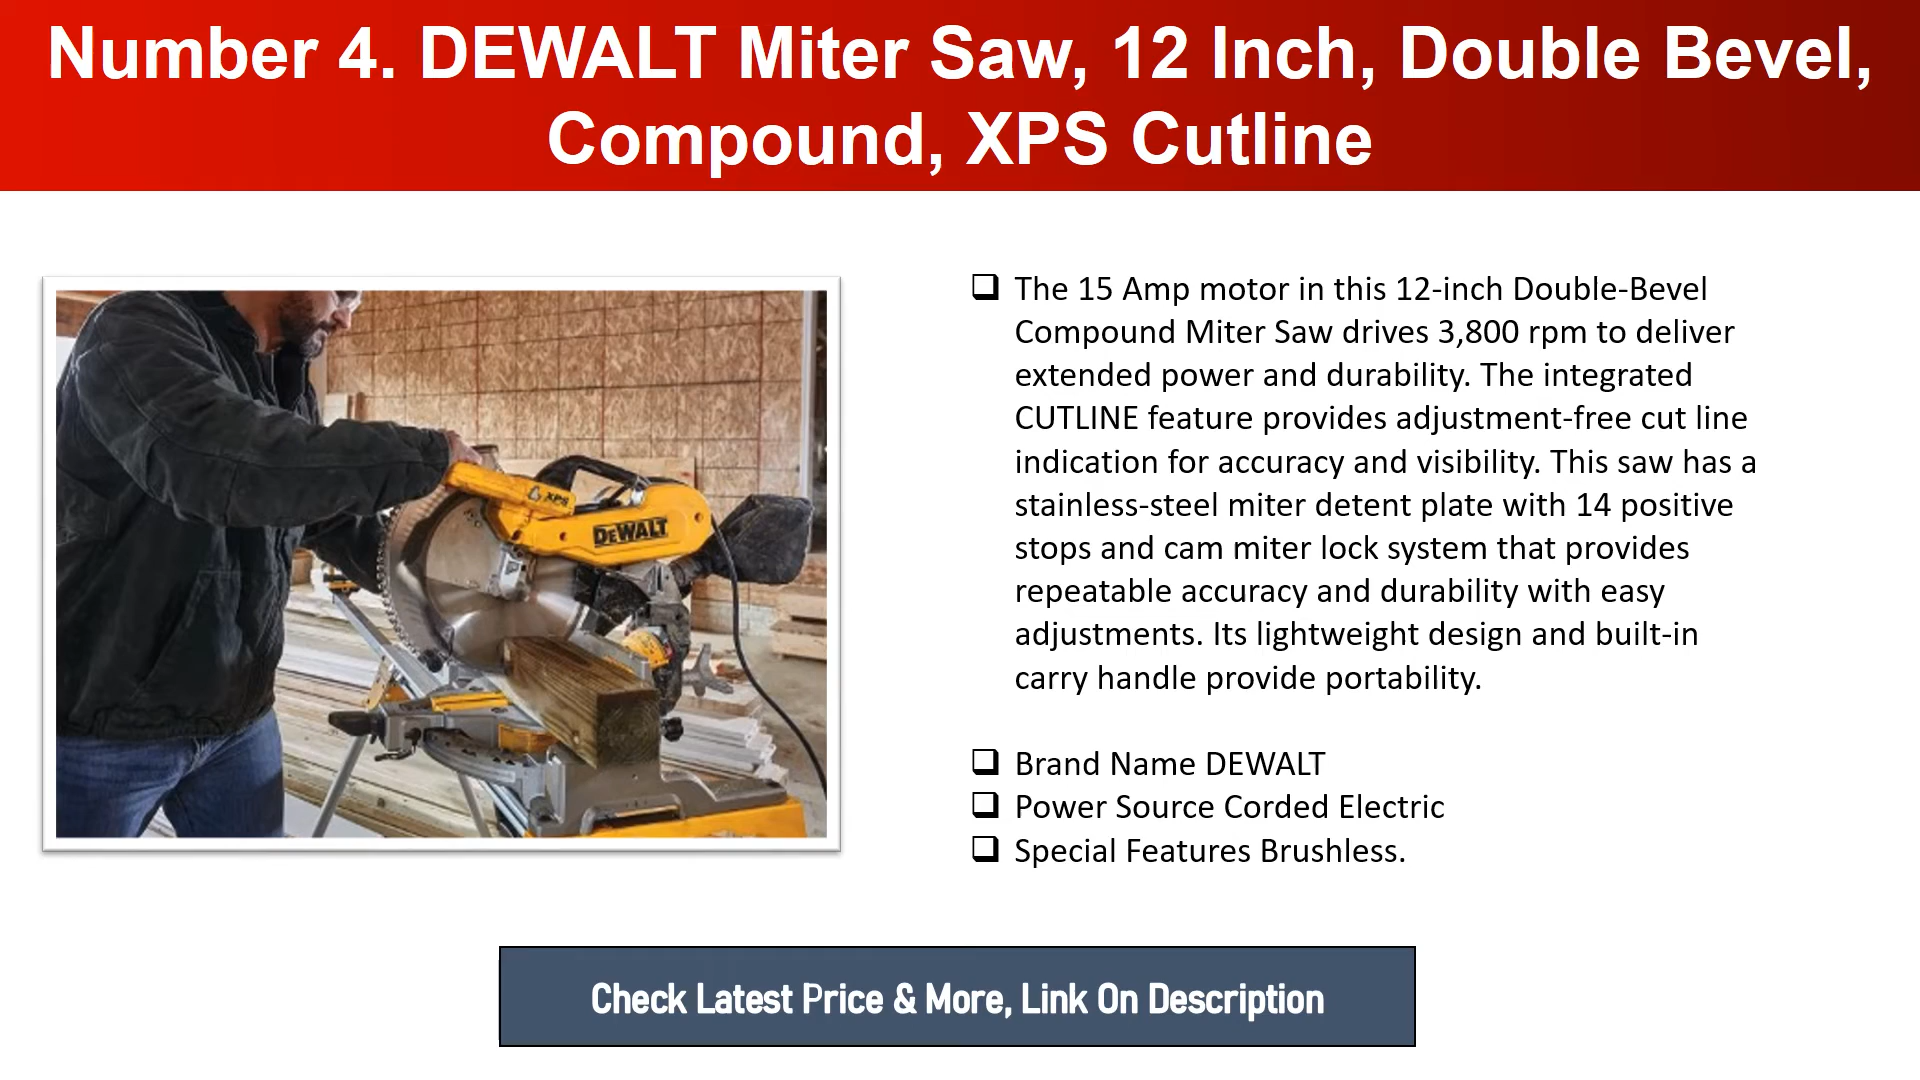 Number 4. DEWALT Miter Saw, 12 Inch, Double Bevel,
Compound, XPS Cutline
The 15 Amp motor in this 12-inch Double-Bevel
Compound Miter Saw drives 3,800 rpm to deliver
extended power and durability. The integrated
CUTLINE feature provides adjustment-free cut line
indication for accuracy and visibility. This saw has a
stainless-steel miter detent plate with 14 positive
stops and cam miter lock system that provides
repeatable accuracy and durability with easy
adjustments. Its lightweight design and built-in
carry handle provide portability.
Brand Name DEWALT
Power Source Corded Electric
Special Features Brushless.
XPS
DEWALT
Check Latest Price & More, Link On Description